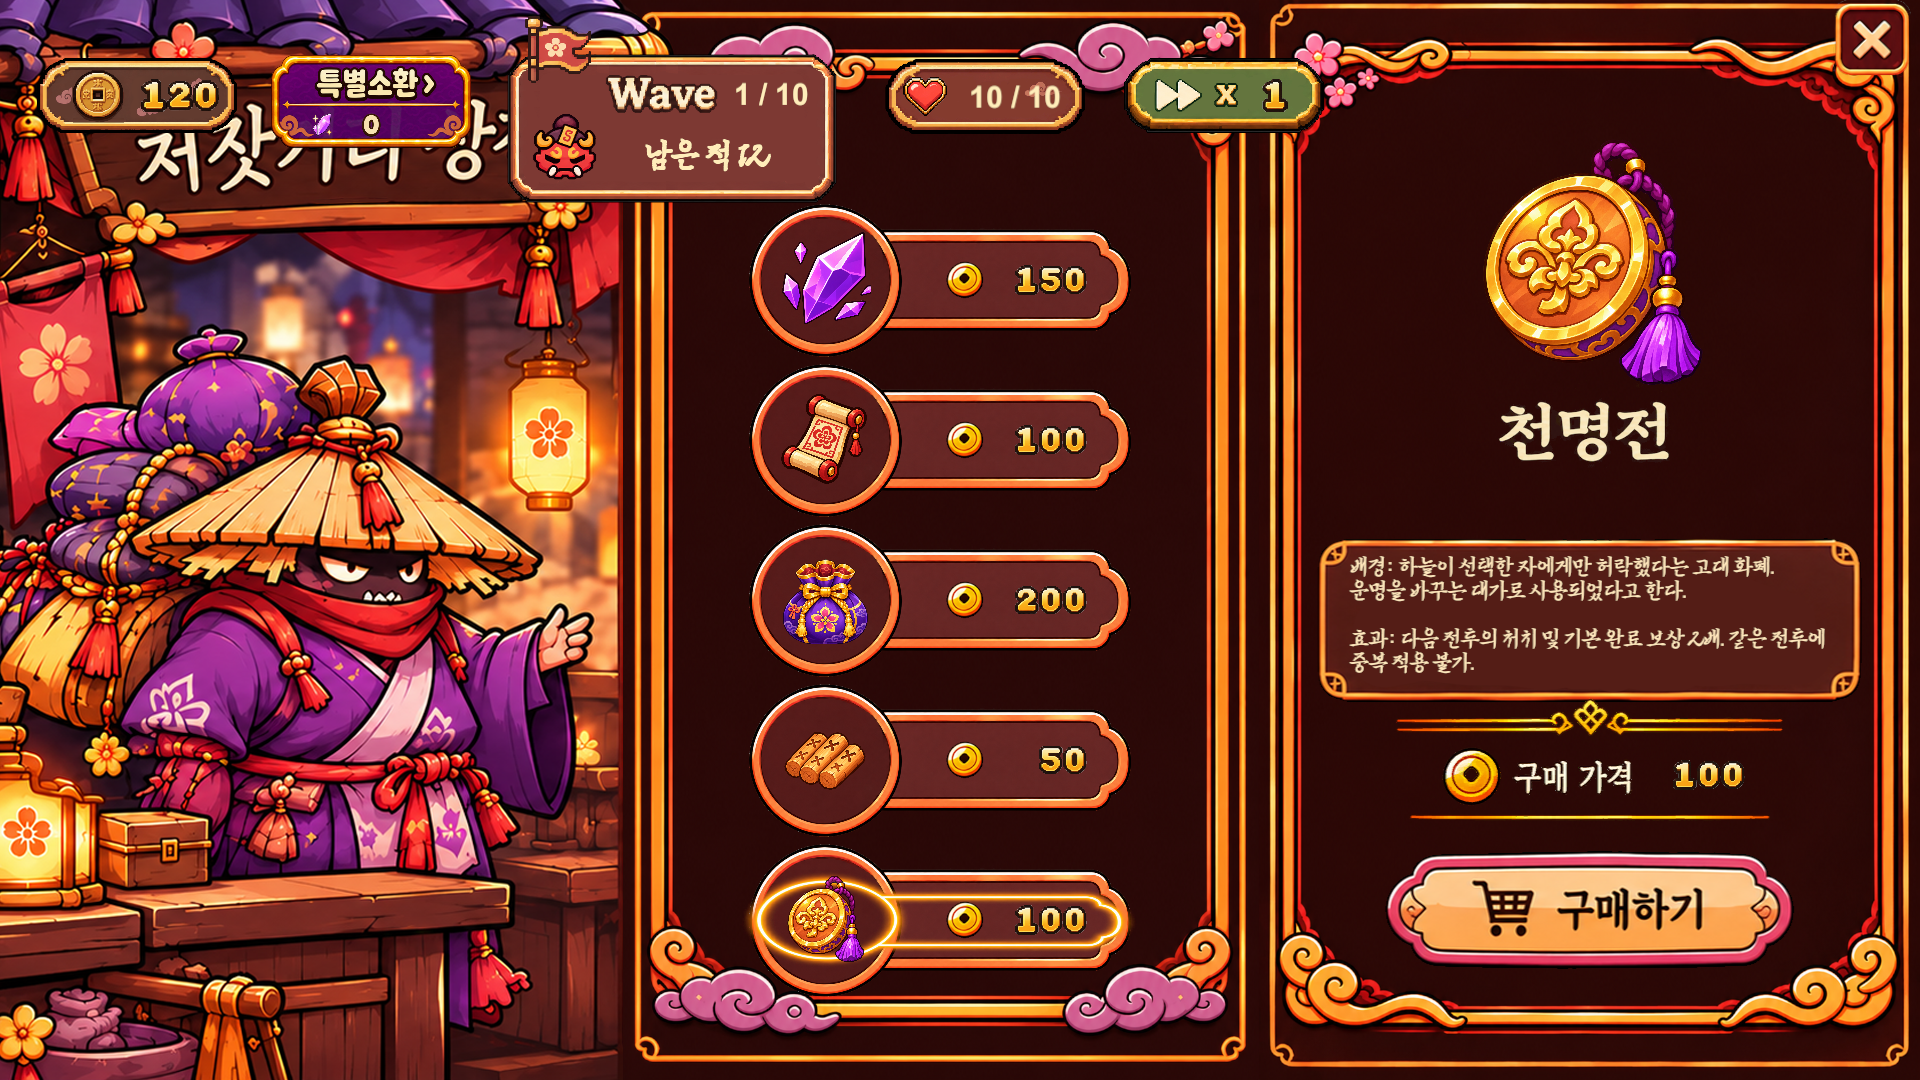 120
특별소환 ›
0
Wave 1 / 10
남은 적 12
10 / 10
x 1
저잣거리
150
100
200
50
100
천명전
배경: 하늘이 선택한 자에게만 허락했다는 고대 화폐.
운명을 바꾸는 대가로 사용되었다고 한다.
효과: 다음 전투의 처치 및 기본 완료 보상 2배. 같은 전투에
중복 적용 불가.
구매 가격 100
구매하기